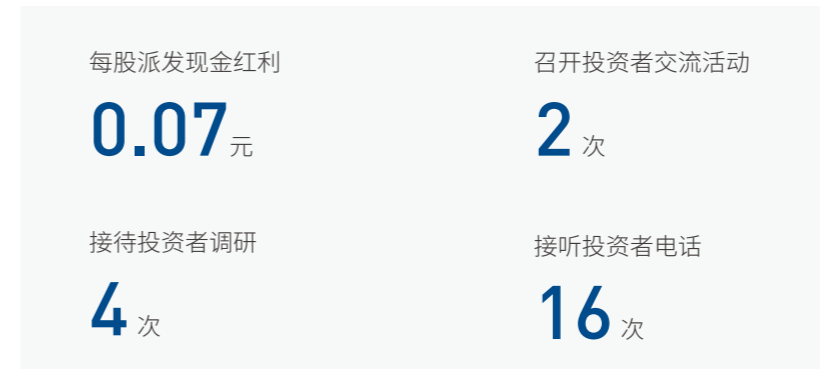 每股派发现金红利
0.07元
召开投资者交流活动
2 次
接待投资者调研
4 次
接听投资者电话
16 次